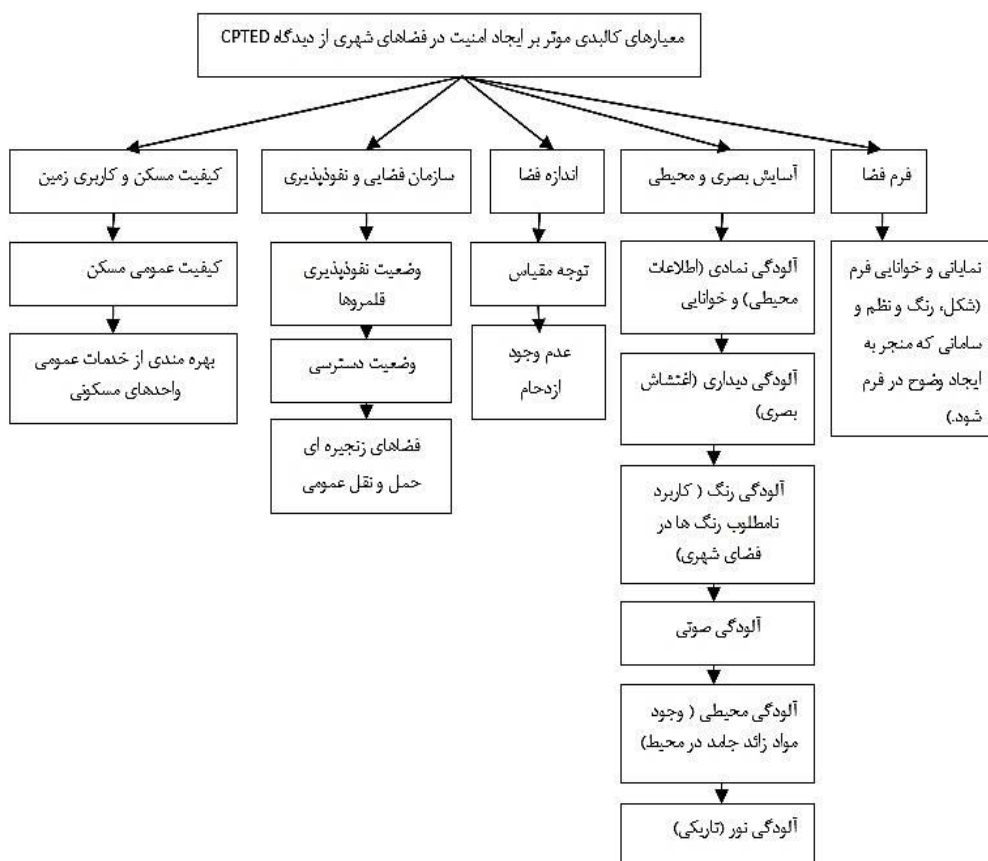 معیارهای کالبدی موثر بر ایجاد امنیت در فضاهای شهری از دیدگاه CPTED
فرم فضا
نمایانی و خوانایی فرم
(شکل، رنگ و نظم و
سامانی که منجر به
ایجاد وضوح در فرم
شود.)
آسایش بصری و محیطی
آلودگی نمادی (اطلاعات
محیطی) و خوانایی
آلودگی دیداری (اغتشاش
بصری)
آلودگی رنگ ( کاربرد
نامطلوب رنگ ها در
فضای شهری)
آلودگی صوتی
آلودگی محیطی ( وجود
مواد زائد جامد در محیط)
آلودگی نور (تاریکی)
اندازه فضا
توجه مقیاس
عدم وجود
ازدحام
سازمان فضایی و نفوذپذیری
وضعیت نفوذپذیری
قلمروها
وضعیت دسترسی
فضاهای زنجیره ای
حمل و نقل عمومی
کیفیت مسکن و کاربری زمین
کیفیت عمومی مسکن
بهره مندی از خدمات عمومی
واحدهای مسکونی